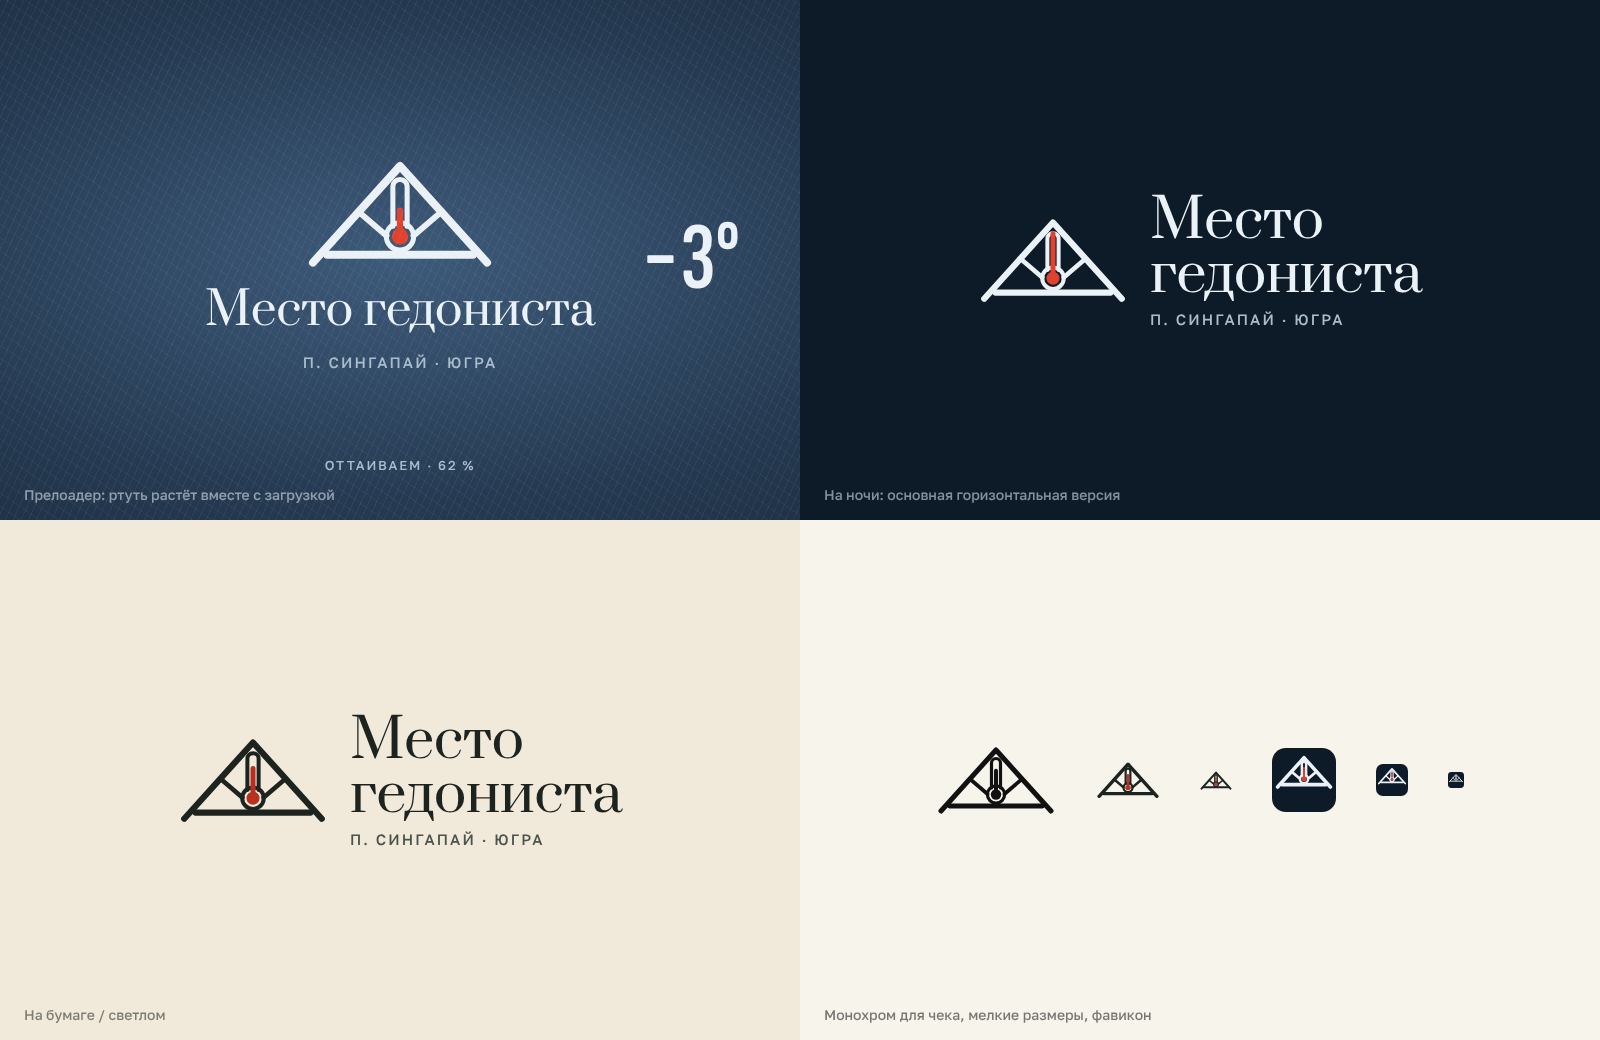 Место гедониста
-3°
П. СИНГАПАЙ · ЮГРА
ОТТАИВАЕМ · 62 %
Прелоадер: ртуть растёт вместе с загрузкой
Место
гедониста
П. СИНГАПАЙ · ЮГРА
На ночи: основная горизонтальная версия
Место
гедониста
П. СИНГАПАЙ · ЮГРА
На бумаге / светлом
Монохром для чека, мелкие размеры, фавикон